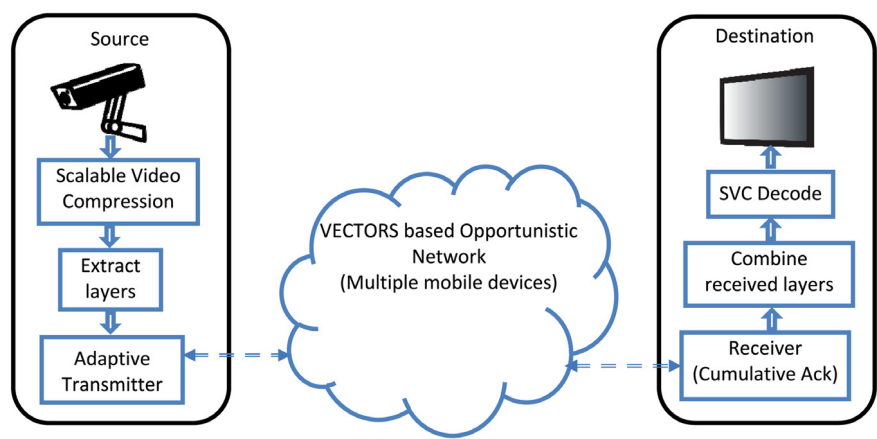 Source
Scalable Video
Compression
Extract
layers
Adaptive
Transmitter
VECTORS based Opportunistic
Network
(Multiple mobile devices)
Destination
SVC Decode
Combine
received layers
Receiver
(Cumulative Ack)